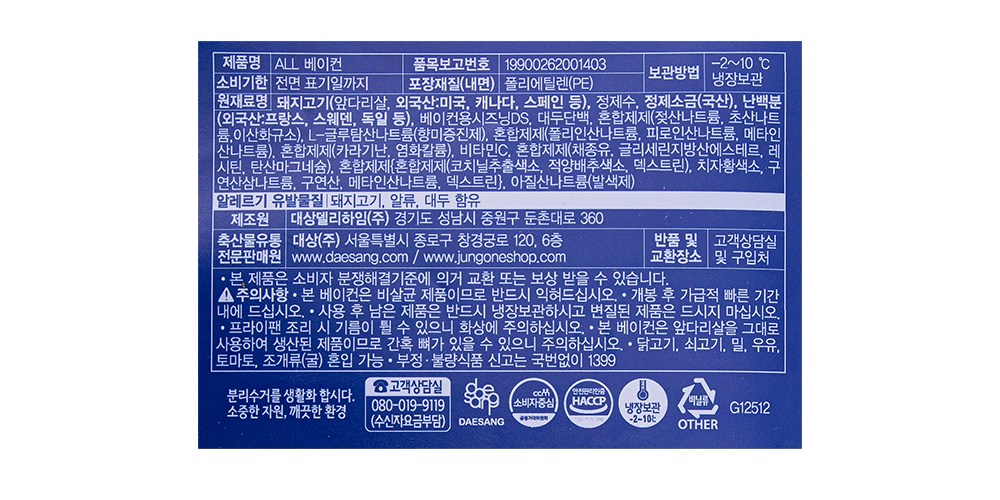 제품명 ALL 베이컨 품목보고번호 19900262001403 보관방법 -2~10 ℃ 냉장보관
소비기한 전면 표기일까지 포장재질(내면) 폴리에틸렌(PE)
원재료명 돼지고기(앞다리살, 외국산:미국, 캐나다, 스페인 등), 정제수, 정제소금(국산), 난백분
(외국산:프랑스, 스웨덴, 독일 등), 베이컨용시즈닝DS, 대두단백, 혼합제제(젖산나트륨, 초산나트
륨,이산화규소), L-글루탐산나트륨(향미증진제), 혼합제제(폴리인산나트륨, 피로인산나트륨, 메타인
산나트륨), 혼합제제(카라기난, 염화칼륨), 비타민C, 혼합제제(채종유, 글리세린지방산에스테르, 레
시틴, 탄산마그네슘), 혼합제제{혼합제제(코치닐추출색소, 적양배추색소, 덱스트린), 치자황색소, 구
연산삼나트륨, 구연산, 메타인산나트륨, 덱스트린}, 아질산나트륨(발색제)
알레르기 유발물질 돼지고기, 알류, 대두 함유
제조원 대상델리하임(주) 경기도 성남시 중원구 둔촌대로 360
축산물유통 전문판매원 대상(주) 서울특별시 종로구 창경궁로 120, 6층
www.daesang.com / www.jungoneshop.com
반품 및 교환장소 고객상담실 및 구입처
• 본 제품은 소비자 분쟁해결기준에 의거 교환 또는 보상 받을 수 있습니다.
주의사항 • 본 베이컨은 비살균 제품이므로 반드시 익혀드십시오. • 개봉 후 가급적 빠른 기간
내에 드십시오. • 사용 후 남은 제품은 반드시 냉장보관하시고 변질된 제품은 드시지 마십시오.
• 프라이팬 조리 시 기름이 튈 수 있으니 화상에 주의하십시오. • 본 베이컨은 앞다리살을 그대로
사용하여 생산된 제품이므로 간혹 뼈가 있을 수 있으니 주의하십시오. • 닭고기, 쇠고기, 밀, 우유,
토마토, 조개류(굴) 혼입 가능 • 부정·불량식품 신고는 국번없이 1399
분리수거를 생활화 합시다.
소중한 자원, 깨끗한 환경
고객상담실
080-019-9119
(수신자요금부담)
DAESANG
CCM
소비자중심
공정거래위원회
안전관리인증
HACCP
냉장보관
-2~10℃
비닐류
OTHER
G12512